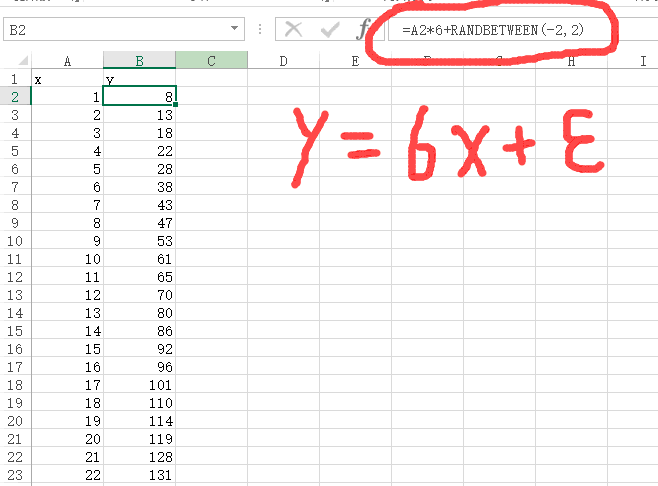 B2 fx =A2*6+RANDBETWEEN(-2,2)
A B C D E F G H I
1 x y
2 1 8
3 2 13
4 3 18
5 4 22
6 5 28
7 6 38
8 7 43
9 8 47
10 9 53
11 10 61
12 11 65
13 12 70
14 13 80
15 14 86
16 15 92
17 16 96
18 17 101
19 18 110
20 19 114
21 20 119
22 21 128
23 22 131
y=6x+ε